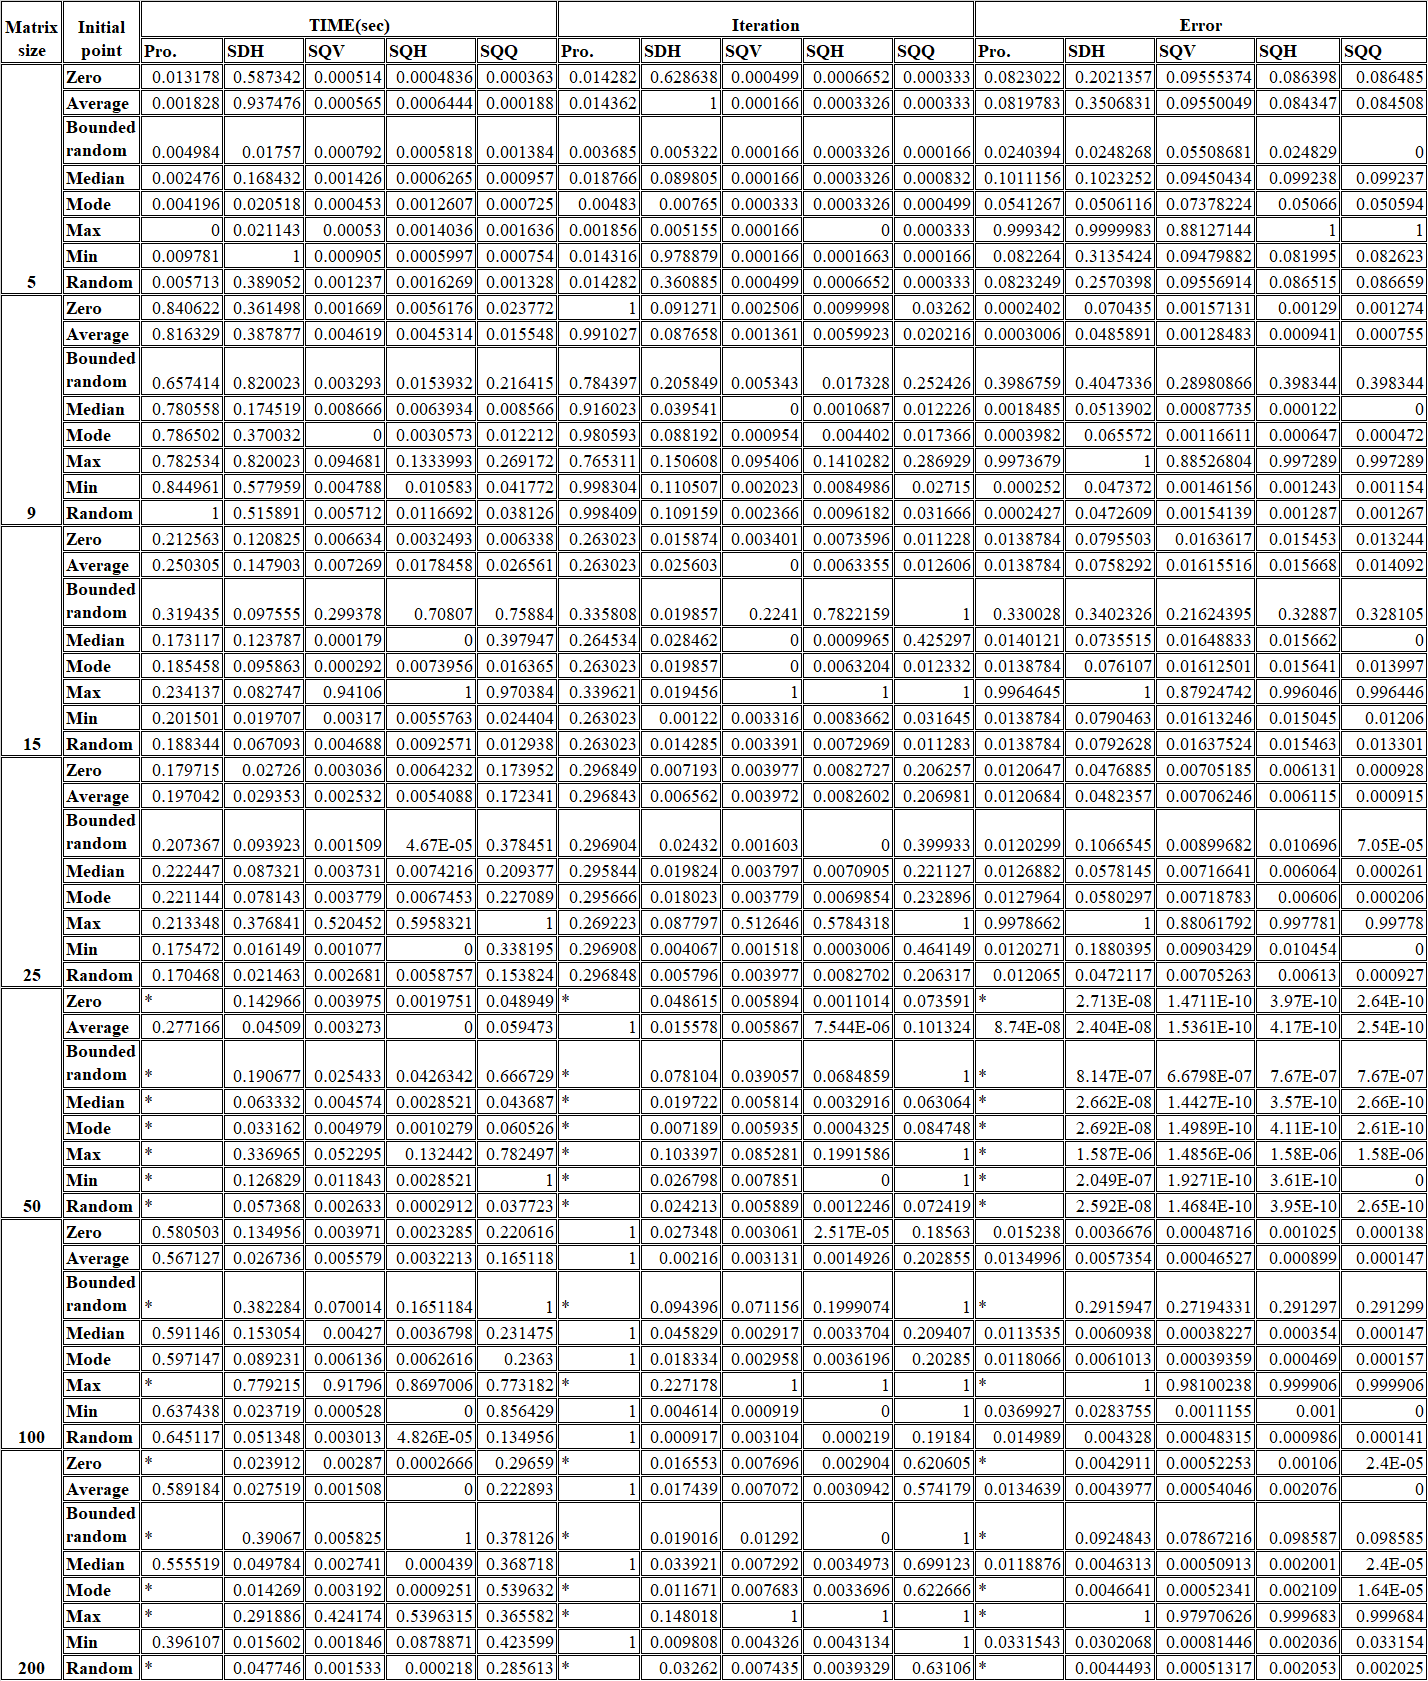 Matrix size Initial point TIME(sec) Iteration Error
Pro. SDH SQV SQH SQQ Pro. SDH SQV SQH SQQ Pro. SDH SQV SQH SQQ
Zero 0.013178 0.587342 0.000514 0.0004836 0.000363 0.014282 0.628638 0.000499 0.0006652 0.000333 0.0823022 0.2021357 0.09555374 0.086398 0.086485
Average 0.001828 0.937476 0.000565 0.0006444 0.000188 0.014362 1 0.000166 0.0003326 0.000333 0.0819783 0.3506831 0.09550049 0.084347 0.084508
Bounded random 0.004984 0.01757 0.000792 0.0005818 0.001384 0.003685 0.005322 0.000166 0.0003326 0.000166 0.0240394 0.0248268 0.05508681 0.024829 0
Median 0.002476 0.168432 0.001426 0.0006265 0.000957 0.018766 0.089805 0.000166 0.0003326 0.000832 0.1011156 0.1023252 0.09450434 0.099238 0.099237
Mode 0.004196 0.020518 0.000453 0.0012607 0.000725 0.00483 0.00765 0.000333 0.0003326 0.000499 0.0541267 0.0506116 0.07378224 0.05066 0.050594
Max 0 0.021143 0.00053 0.0014036 0.001636 0.001856 0.005155 0.000166 0 0.000333 0.999342 0.9999983 0.88127144 1 1
Min 0.009781 1 0.000905 0.0005997 0.000754 0.014316 0.978879 0.000166 0.0001663 0.000166 0.082264 0.3135424 0.09479882 0.081995 0.082623
5 Random 0.005713 0.389052 0.001237 0.0016269 0.001328 0.014282 0.360885 0.000499 0.0006652 0.000333 0.0823249 0.2570398 0.09556914 0.086515 0.086659
Zero 0.840622 0.361498 0.001669 0.0056176 0.023772 1 0.091271 0.002506 0.0099998 0.03262 0.0002402 0.070435 0.00157131 0.00129 0.001274
Average 0.816329 0.387877 0.004619 0.0045314 0.015548 0.991027 0.087658 0.001361 0.0059923 0.020216 0.0003006 0.0485891 0.00128483 0.000941 0.000755
Bounded random 0.657414 0.820023 0.003293 0.0153932 0.216415 0.784397 0.205849 0.005343 0.017328 0.252426 0.3986759 0.4047336 0.28980866 0.398344 0.398344
Median 0.780558 0.174519 0.008666 0.0063934 0.008566 0.916023 0.039541 0 0.0010687 0.012226 0.0018485 0.0513902 0.00087735 0.000122 0
Mode 0.786502 0.370032 0 0.0030573 0.012212 0.980593 0.088192 0.000954 0.004402 0.017366 0.0003982 0.065572 0.00116611 0.000647 0.000472
Max 0.782534 0.820023 0.094681 0.1333993 0.269172 0.765311 0.150608 0.095406 0.1410282 0.286929 0.9973679 1 0.88526804 0.997289 0.997289
Min 0.844961 0.577959 0.004788 0.010583 0.041772 0.998304 0.110507 0.002023 0.0084986 0.02715 0.000252 0.047372 0.00146156 0.001243 0.001154
9 Random 1 0.515891 0.005712 0.0116692 0.038126 0.998409 0.109159 0.002366 0.0096182 0.031666 0.0002427 0.0472609 0.00154139 0.001287 0.001267
Zero 0.212563 0.120825 0.006634 0.0032493 0.006338 0.263023 0.015874 0.003401 0.0073596 0.011228 0.0138784 0.0795503 0.0163617 0.015453 0.013244
Average 0.250305 0.147903 0.007269 0.0178458 0.026561 0.263023 0.025603 0 0.0063355 0.012606 0.0138784 0.0758292 0.01615516 0.015668 0.014092
Bounded random 0.319435 0.097555 0.299378 0.70807 0.75884 0.335808 0.019857 0.2241 0.7822159 1 0.330028 0.3402326 0.21624395 0.32887 0.328105
Median 0.173117 0.123787 0.000179 0 0.397947 0.264534 0.028462 0 0.0009965 0.425297 0.0140121 0.0735515 0.01648833 0.015662 0
Mode 0.185458 0.095863 0.000292 0.0073956 0.016365 0.263023 0.019857 0 0.0063204 0.012332 0.0138784 0.076107 0.01612501 0.015641 0.013997
Max 0.234137 0.082747 0.94106 1 0.970384 0.339621 0.019456 1 1 1 0.9964645 1 0.87924742 0.996046 0.996446
Min 0.201501 0.019707 0.00317 0.0055763 0.024404 0.263023 0.00122 0.003316 0.0083662 0.031645 0.0138784 0.0790463 0.01613246 0.015045 0.01206
15 Random 0.188344 0.067093 0.004688 0.0092571 0.012938 0.263023 0.014285 0.003391 0.0072969 0.011283 0.0138784 0.0792628 0.01637524 0.015463 0.013301
Zero 0.179715 0.02726 0.003036 0.0064232 0.173952 0.296849 0.007193 0.003977 0.0082727 0.206257 0.0120647 0.0476885 0.00705185 0.006131 0.000928
Average 0.197042 0.029353 0.002532 0.0054088 0.172341 0.296843 0.006562 0.003972 0.0082602 0.206981 0.0120684 0.0482357 0.00706246 0.006115 0.000915
Bounded random 0.207367 0.093923 0.001509 4.67E-05 0.378451 0.296904 0.02432 0.001603 0 0.399933 0.0120299 0.1066545 0.00899682 0.010696 7.05E-05
Median 0.222447 0.087321 0.003731 0.0074216 0.209377 0.295844 0.019824 0.003797 0.0070905 0.221127 0.0126882 0.0578145 0.00716641 0.006064 0.000261
Mode 0.221144 0.078143 0.003779 0.0067453 0.227089 0.295666 0.018023 0.003779 0.0069854 0.232896 0.0127964 0.0580297 0.00718783 0.00606 0.000206
Max 0.213348 0.376841 0.520452 0.5958321 1 0.269223 0.087797 0.512646 0.5784318 1 0.9978662 1 0.88061792 0.997781 0.99778
Min 0.175472 0.016149 0.001077 0 0.338195 0.296908 0.004067 0.001518 0.0003006 0.464149 0.0120271 0.1880395 0.00903429 0.010454 0
25 Random 0.170468 0.021463 0.002681 0.0058757 0.153824 0.296848 0.005796 0.003977 0.0082702 0.206317 0.012065 0.0472117 0.00705263 0.00613 0.000927
Zero * 0.142966 0.003975 0.0019751 0.048949 * 0.048615 0.005894 0.0011014 0.073591 * 2.713E-08 1.4711E-10 3.97E-10 2.64E-10
Average 0.277166 0.04509 0.003273 0 0.059473 1 0.015578 0.005867 7.544E-06 0.101324 8.74E-08 2.404E-08 1.5361E-10 4.17E-10 2.54E-10
Bounded random * 0.190677 0.025433 0.0426342 0.666729 * 0.078104 0.039057 0.0684859 1 * 8.147E-07 6.6798E-07 7.67E-07 7.67E-07
Median * 0.063332 0.004574 0.0028521 0.043687 * 0.019722 0.005814 0.0032916 0.063064 * 2.662E-08 1.4427E-10 3.57E-10 2.66E-10
Mode * 0.033162 0.004979 0.0010279 0.060526 * 0.007189 0.005935 0.0004325 0.084748 * 2.692E-08 1.4989E-10 4.11E-10 2.61E-10
Max * 0.336965 0.052295 0.132442 0.782497 * 0.103397 0.085281 0.1991586 1 * 1.587E-06 1.4856E-06 1.58E-06 1.58E-06
Min * 0.126829 0.011843 0.0028521 1 * 0.026798 0.007851 0 1 * 2.049E-07 1.9271E-10 3.61E-10 0
50 Random * 0.057368 0.002633 0.0002912 0.037723 * 0.024213 0.005889 0.0012246 0.072419 * 2.592E-08 1.4684E-10 3.95E-10 2.65E-10
Zero 0.580503 0.134956 0.003971 0.0023285 0.220616 1 0.027348 0.003061 2.517E-05 0.18563 0.015238 0.0036676 0.00048716 0.001025 0.000138
Average 0.567127 0.026736 0.005579 0.0032213 0.165118 1 0.00216 0.003131 0.0014926 0.202855 0.0134996 0.0057354 0.00046527 0.000899 0.000147
Bounded random * 0.382284 0.070014 0.1651184 1 * 0.094396 0.071156 0.1999074 1 * 0.2915947 0.27194331 0.291297 0.291299
Median 0.591146 0.153054 0.00427 0.0036798 0.231475 1 0.045829 0.002917 0.0033704 0.209407 0.0113535 0.0060938 0.00038227 0.000354 0.000147
Mode 0.597147 0.089231 0.006136 0.0062616 0.2363 1 0.018334 0.002958 0.0036196 0.20285 0.0118066 0.0061013 0.00039359 0.000469 0.000157
Max * 0.779215 0.91796 0.8697006 0.773182 * 0.227178 1 1 1 * 1 0.98100238 0.999906 0.999906
Min 0.637438 0.023719 0.000528 0 0.856429 1 0.004614 0.000919 0 1 0.0369927 0.0283755 0.0011155 0.001 0
100 Random 0.645117 0.051348 0.003013 4.826E-05 0.134956 1 0.000917 0.003104 0.000219 0.19184 0.014989 0.004328 0.00048315 0.000986 0.000141
Zero * 0.023912 0.00287 0.0002666 0.29659 * 0.016553 0.007696 0.002904 0.620605 * 0.0042911 0.00052253 0.00106 2.4E-05
Average 0.589184 0.027519 0.001508 0 0.222893 1 0.017439 0.007072 0.0030942 0.574179 0.0134639 0.0043977 0.00054046 0.002076 0
Bounded random * 0.39067 0.005825 1 0.378126 * 0.019016 0.01292 0 1 * 0.0924843 0.07867216 0.098587 0.098585
Median 0.555519 0.049784 0.002741 0.000439 0.368718 1 0.033921 0.007292 0.0034973 0.699123 0.0118876 0.0046313 0.00050913 0.002001 2.4E-05
Mode * 0.014269 0.003192 0.0009251 0.539632 * 0.011671 0.007683 0.0033696 0.622666 * 0.0046641 0.00052341 0.002109 1.64E-05
Max * 0.291886 0.424174 0.5396315 0.365582 * 0.148018 1 1 1 * 1 0.97970626 0.999683 0.999684
Min 0.396107 0.015602 0.001846 0.0878871 0.423599 1 0.009808 0.004326 0.0043134 1 0.0331543 0.0302068 0.00081446 0.002036 0.033154
200 Random * 0.047746 0.001533 0.000218 0.285613 * 0.03262 0.007435 0.0039329 0.63106 * 0.0044493 0.00051317 0.002053 0.002025